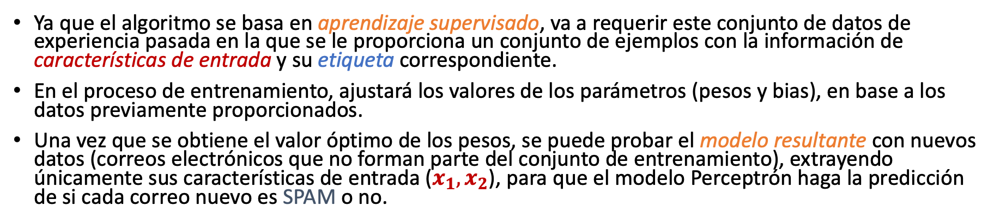 • Ya que el algoritmo se basa en aprendizaje supervisado, va a requerir este conjunto de datos de
experiencia pasada en la que se le proporciona un conjunto de ejemplos con la información de
características de entrada y su etiqueta correspondiente.
• En el proceso de entrenamiento, ajustará los valores de los parámetros (pesos y bias), en base a los
datos previamente proporcionados.
• Una vez que se obtiene el valor óptimo de los pesos, se puede probar el modelo resultante con nuevos
datos (correos electrónicos que no forman parte del conjunto de entrenamiento), extrayendo
únicamente sus características de entrada (x₁, x₂), para que el modelo Perceptrón haga la predicción
de si cada correo nuevo es SPAM o no.